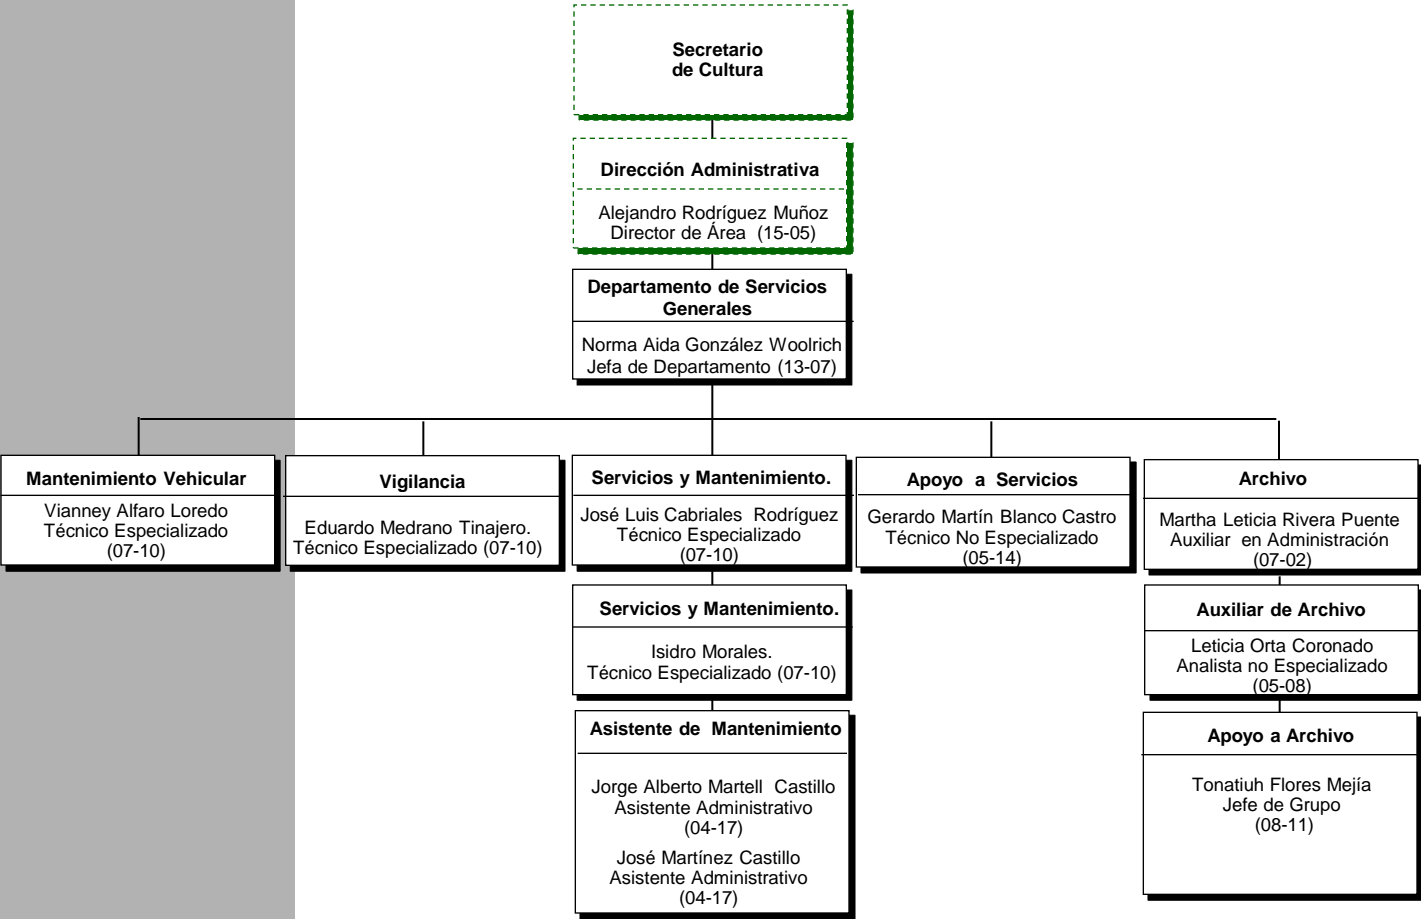 Secretario
de Cultura
Dirección Administrativa
Alejandro Rodríguez Muñoz
Director de Área (15-05)
Departamento de Servicios
Generales
Norma Aida González Woolrich
Jefa de Departamento (13-07)
Mantenimiento Vehicular
Vianney Alfaro Loredo
Técnico Especializado
(07-10)
Vigilancia
Eduardo Medrano Tinajero.
Técnico Especializado (07-10)
Servicios y Mantenimiento.
José Luis Cabriales Rodríguez
Técnico Especializado
(07-10)
Servicios y Mantenimiento.
Isidro Morales.
Técnico Especializado (07-10)
Asistente de Mantenimiento
Jorge Alberto Martell Castillo
Asistente Administrativo
(04-17)
José Martínez Castillo
Asistente Administrativo
(04-17)
Apoyo a Servicios
Gerardo Martín Blanco Castro
Técnico No Especializado
(05-14)
Archivo
Martha Leticia Rivera Puente
Auxiliar en Administración
(07-02)
Auxiliar de Archivo
Leticia Orta Coronado
Analista no Especializado
(05-08)
Apoyo a Archivo
Tonatiuh Flores Mejía
Jefe de Grupo
(08-11)